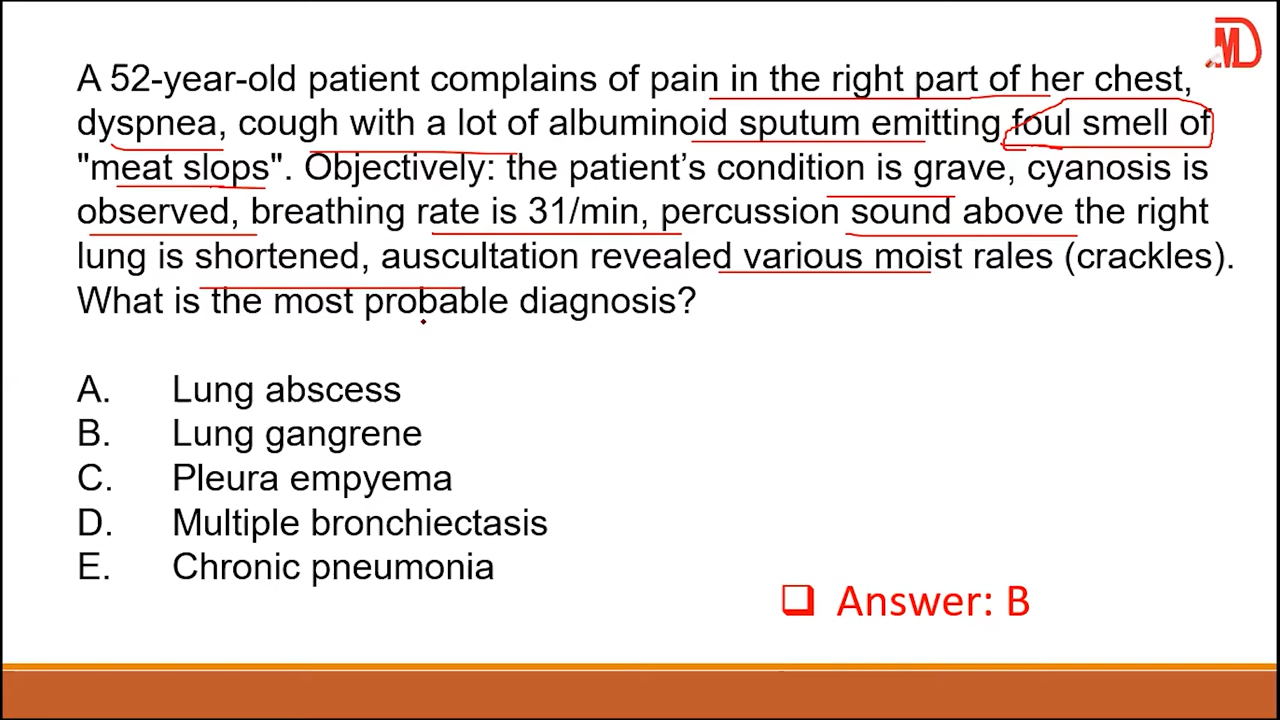 MD
A 52-year-old patient complains of pain in the right part of her chest,
dyspnea, cough with a lot of albuminoid sputum emitting foul smell of
"meat slops". Objectively: the patient's condition is grave, cyanosis is
observed, breathing rate is 31/min, percussion sound above the right
lung is shortened, auscultation revealed various moist rales (crackles).
What is the most probable diagnosis?
A. Lung abscess
B. Lung gangrene
C. Pleura empyema
D. Multiple bronchiectasis
E. Chronic pneumonia
Answer: B